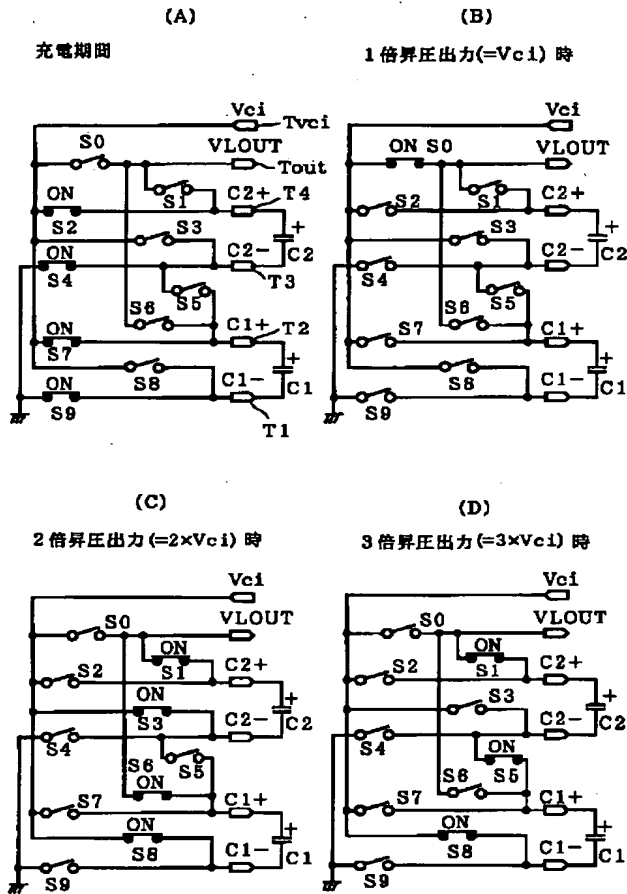 (A)
充電期間
Vci
Tvci
S0
VLOUT
Tout
ON
S1
C2+
T4
S2
S3
+
C2
ON
C2-
S4
T3
S5
S6
ON
C1+
T2
S7
+
S8
C1
ON
C1-
S9
T1
(B)
1倍昇圧出力(=Vci)時
Vci
ON S0
VLOUT
S1
C2+
S2
S3
+
C2
C2-
S4
S5
S6
S7
C1+
+
S8
C1
C1-
S9
(C)
2倍昇圧出力(=2×Vci)時
Vci
S0
VLOUT
ON
S1
C2+
S2
ON
S3
+
C2
C2-
S4
S5
S6
ON
S7
C1+
ON
S8
+
C1
C1-
S9
(D)
3倍昇圧出力(=3×Vci)時
Vci
S0
VLOUT
ON
S1
C2+
S2
S3
+
C2
C2-
S4
ON
S5
S6
S7
C1+
ON
S8
+
C1
C1-
S9